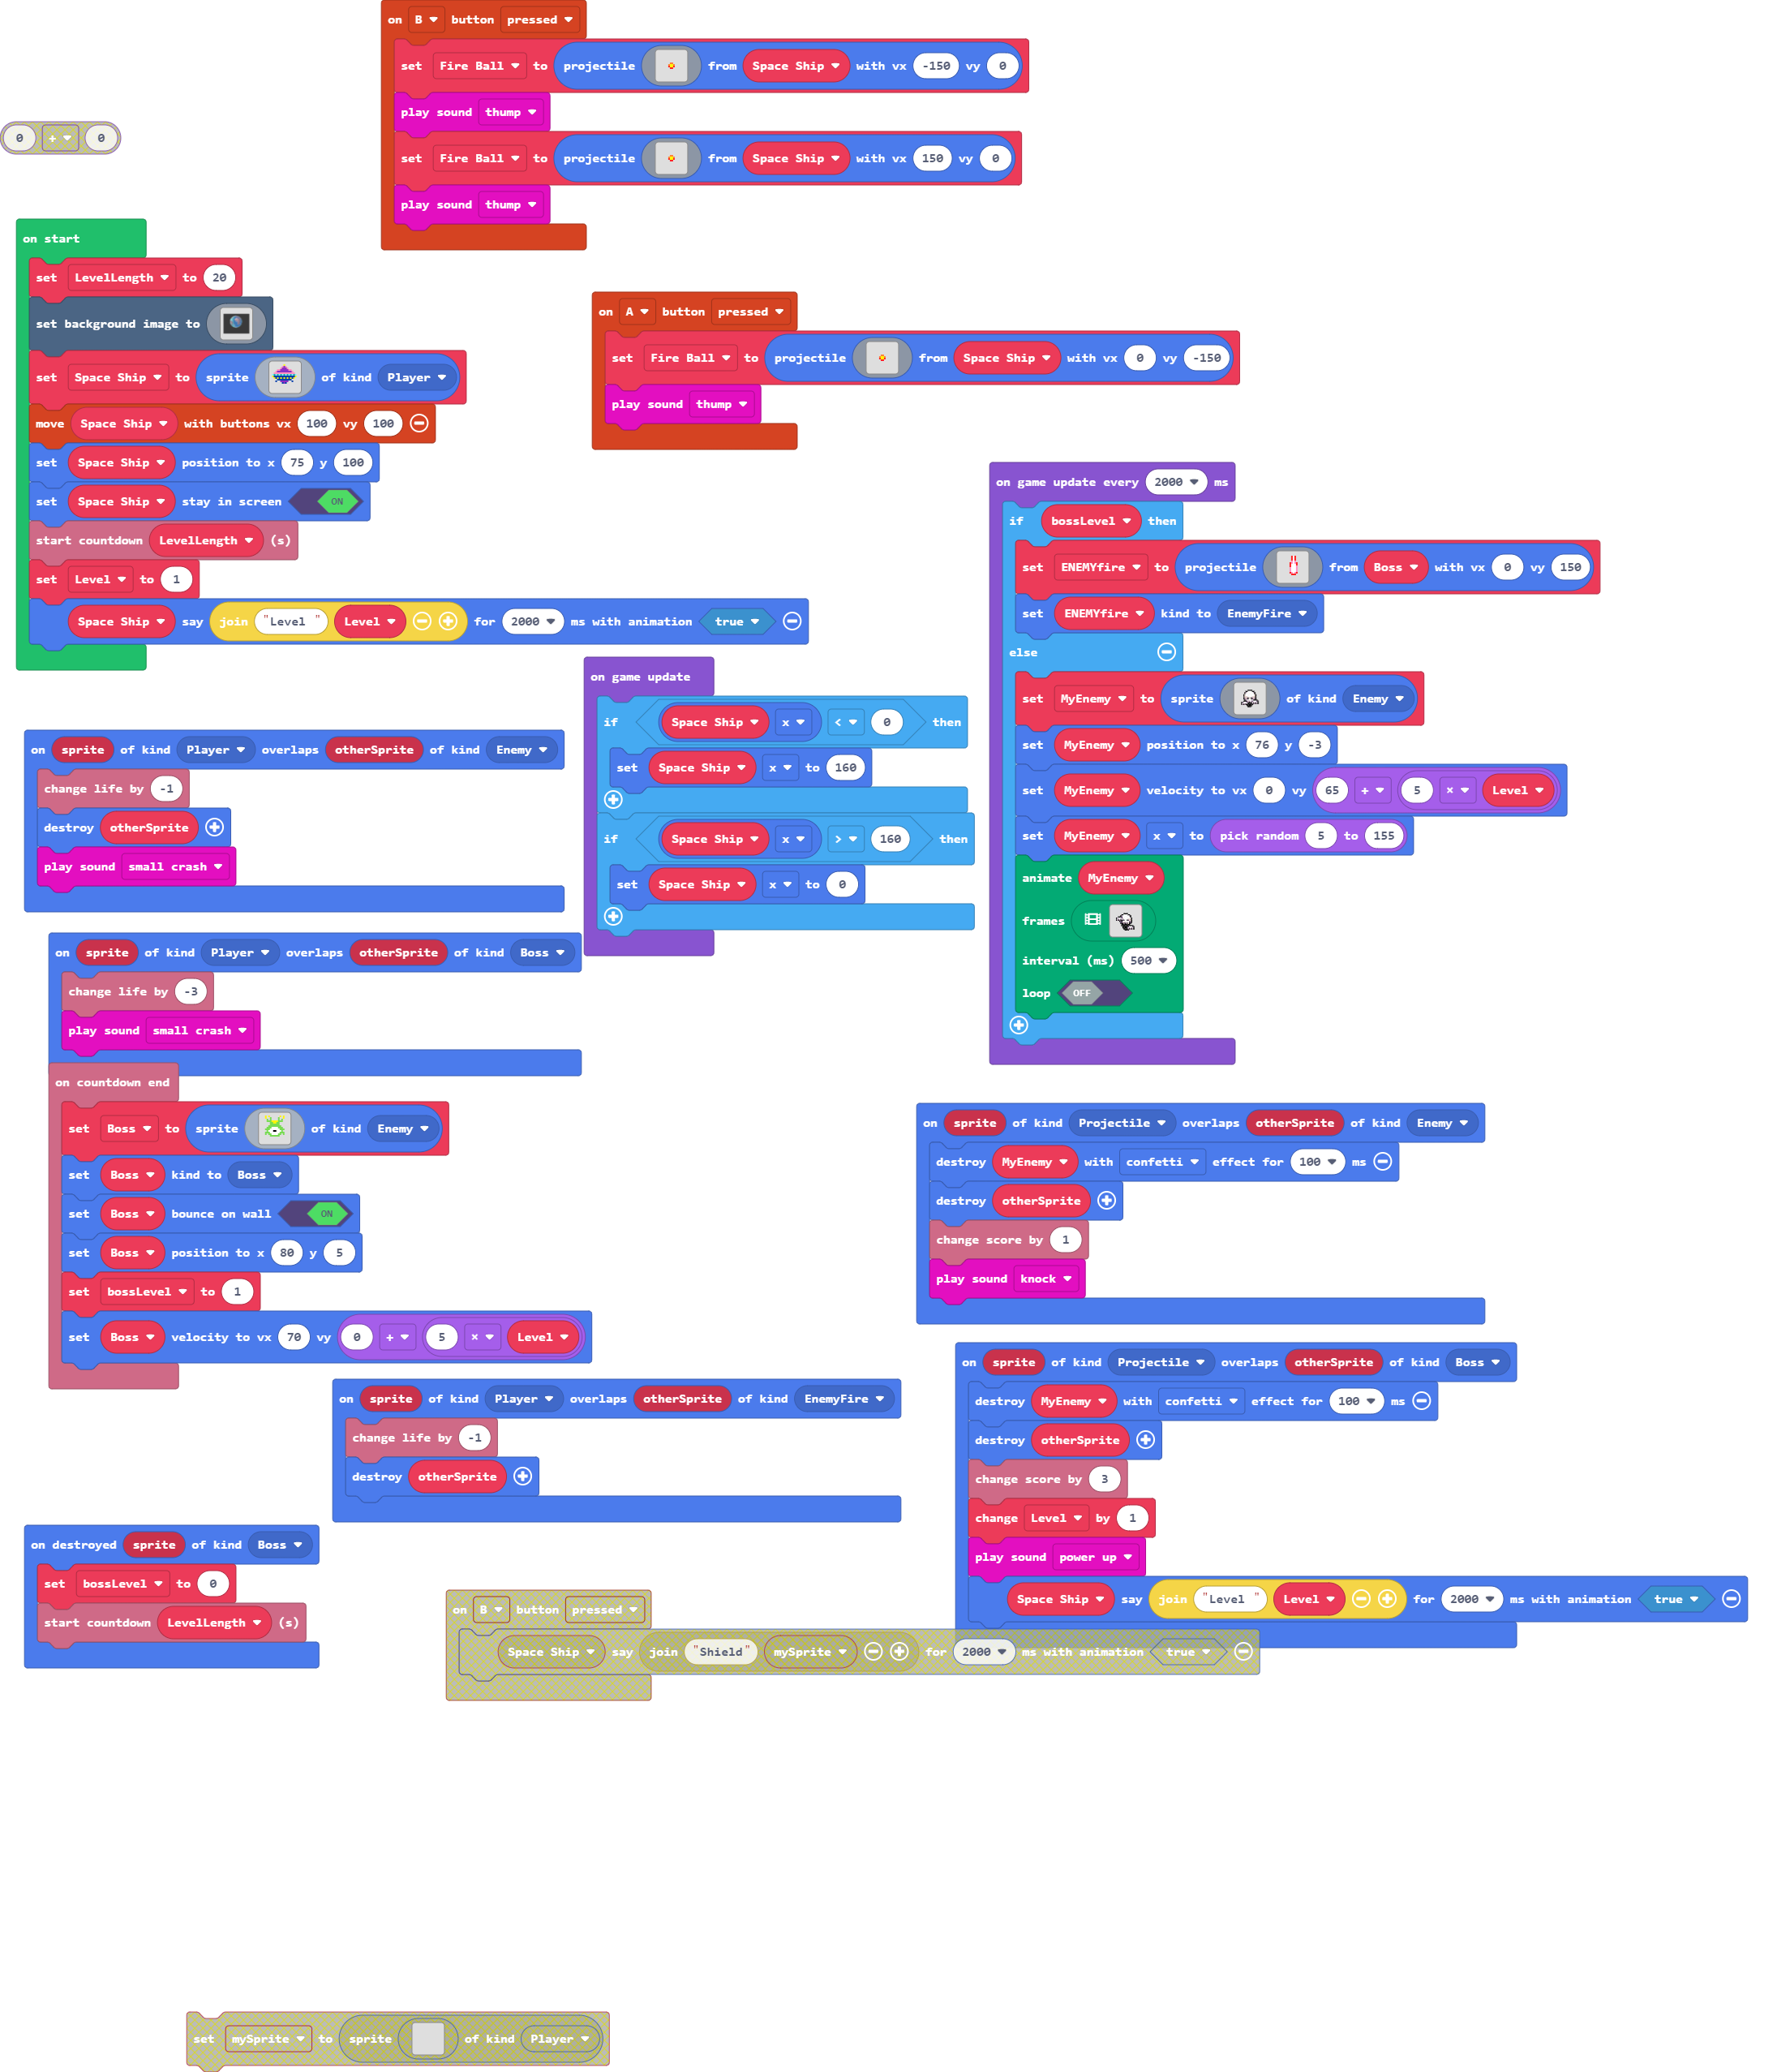 on B button pressed
set Fire Ball to projectile from Space Ship with vx -150 vy 0
play sound thump
set Fire Ball to projectile from Space Ship with vx 150 vy 0
play sound thump
0 + 0
on start
set LevelLength to 20
set background image to
set Space Ship to sprite of kind Player
move Space Ship with buttons vx 100 vy 100
set Space Ship position to x 75 y 100
set Space Ship stay in screen ON
start countdown LevelLength (s)
set Level to 1
Space Ship say join "Level " Level for 2000 ms with animation true
on A button pressed
set Fire Ball to projectile from Space Ship with vx 0 vy -150
play sound thump
on game update every 2000 ms
if bossLevel then
set ENEMYfire to projectile from Boss with vx 0 vy 150
set ENEMYfire kind to EnemyFire
else
set MyEnemy to sprite of kind Enemy
set MyEnemy position to x 76 y -3
set MyEnemy velocity to vx 0 vy 65 + 5 × Level
set MyEnemy x to pick random 5 to 155
animate MyEnemy
frames
interval (ms) 500
loop OFF
on game update
if Space Ship x < 0 then
set Space Ship x to 160
if Space Ship x > 160 then
set Space Ship x to 0
on sprite of kind Player overlaps otherSprite of kind Enemy
change life by -1
destroy otherSprite
play sound small crash
on sprite of kind Player overlaps otherSprite of kind Boss
change life by -3
play sound small crash
on countdown end
set Boss to sprite of kind Enemy
set Boss kind to Boss
set Boss bounce on wall ON
set Boss position to x 80 y 5
set bossLevel to 1
set Boss velocity to vx 70 vy 0 + 5 × Level
on sprite of kind Projectile overlaps otherSprite of kind Enemy
destroy MyEnemy with confetti effect for 100 ms
destroy otherSprite
change score by 1
play sound knock
on sprite of kind Projectile overlaps otherSprite of kind Boss
destroy MyEnemy with confetti effect for 100 ms
destroy otherSprite
change score by 3
change Level by 1
play sound power up
Space Ship say join "Level " Level for 2000 ms with animation true
on sprite of kind Player overlaps otherSprite of kind EnemyFire
change life by -1
destroy otherSprite
on destroyed sprite of kind Boss
set bossLevel to 0
start countdown LevelLength (s)
on B button pressed
Space Ship say join "Shield" mySprite for 2000 ms with animation true
set mySprite to sprite of kind Player